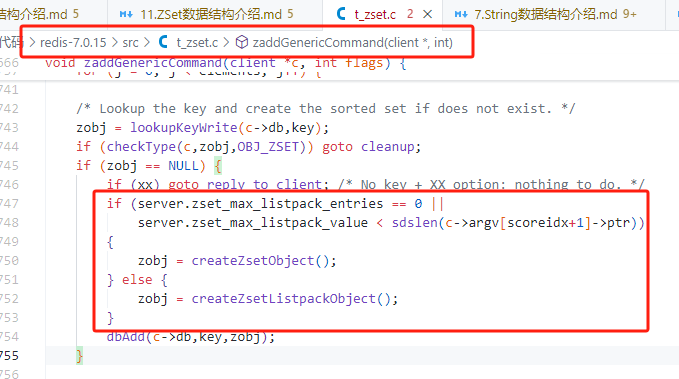 结构介绍.md 5
11.ZSet数据结构介绍.md 5
t_zset.c 2
7.String数据结构介绍.md 9+
代码 > redis-7.0.15 > src > C t_zset.c > zaddGenericCommand(client *, int)
666 void zaddGenericCommand(client *c, int flags) {
737 for (j = 0; j < elements; j++) {
741
742 /* Lookup the key and create the sorted set if does not exist. */
743 zobj = lookupKeyWrite(c->db,key);
744 if (checkType(c,zobj,OBJ_ZSET)) goto cleanup;
745 if (zobj == NULL) {
746 if (xx) goto reply_to_client; /* No key + XX option: nothing to do. */
747 if (server.zset_max_listpack_entries == 0 ||
748 server.zset_max_listpack_value < sdslen(c->argv[scoreidx+1]->ptr))
749 {
750 zobj = createZsetObject();
751 } else {
752 zobj = createZsetListpackObject();
753 }
754 dbAdd(c->db,key,zobj);
755 }